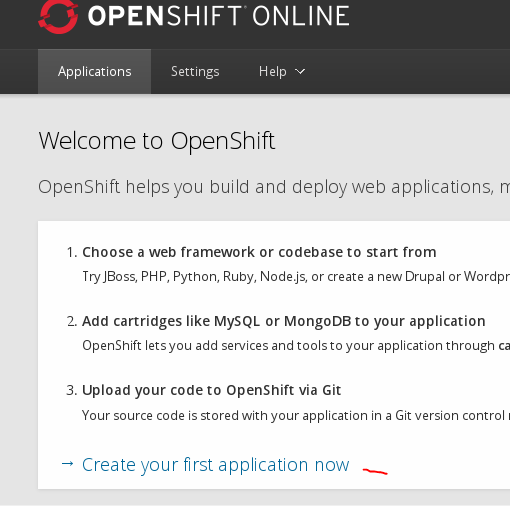 OPENSHIFT ONLINE
Applications Settings Help
Welcome to OpenShift
OpenShift helps you build and deploy web applications,
1. Choose a web framework or codebase to start from
Try JBoss, PHP, Python, Ruby, Node.js, or create a new Drupal or Wordpr
2. Add cartridges like MySQL or MongoDB to your application
OpenShift lets you add services and tools to your application through ca
3. Upload your code to OpenShift via Git
Your source code is stored with your application in a Git version control
→ Create your first application now